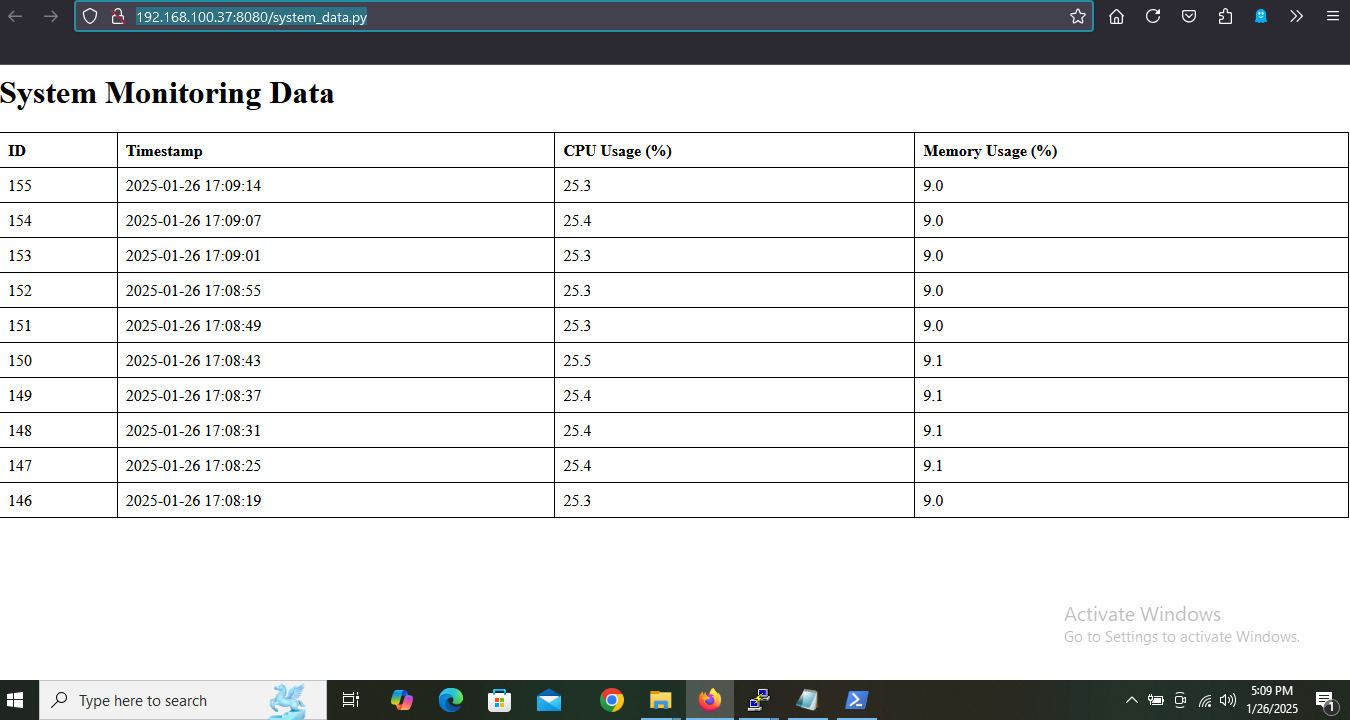 192.168.100.37:8080/system_data.py
System Monitoring Data
ID Timestamp CPU Usage (%) Memory Usage (%)
155 2025-01-26 17:09:14 25.3 9.0
154 2025-01-26 17:09:07 25.4 9.0
153 2025-01-26 17:09:01 25.3 9.0
152 2025-01-26 17:08:55 25.3 9.0
151 2025-01-26 17:08:49 25.3 9.0
150 2025-01-26 17:08:43 25.5 9.1
149 2025-01-26 17:08:37 25.4 9.1
148 2025-01-26 17:08:31 25.4 9.1
147 2025-01-26 17:08:25 25.4 9.1
146 2025-01-26 17:08:19 25.3 9.0
Activate Windows
Go to Settings to activate Windows.
Type here to search
5:09 PM
1/26/2025
1